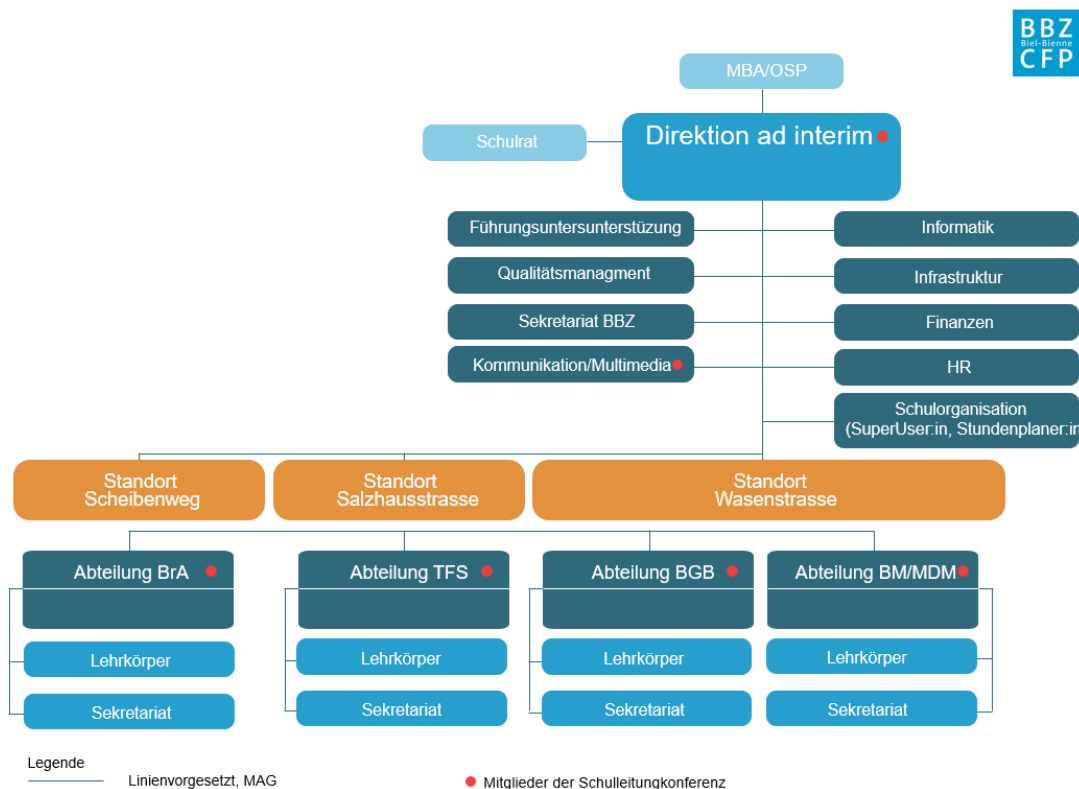 BBZ
Biel-Bienne
CFP
MBA/OSP
Schulrat
Direktion ad interim
Führungsuntersunterstüzung
Informatik
Qualitätsmanagment
Infrastruktur
Sekretariat BBZ
Finanzen
Kommunikation/Multimedia
HR
Schulorganisation
(SuperUser:in, Stundenplaner:in
Standort
Scheibenweg
Standort
Salzhausstrasse
Standort
Wasenstrasse
Abteilung BrA
Abteilung TFS
Abteilung BGB
Abteilung BM/MDM
Lehrkörper
Lehrkörper
Lehrkörper
Lehrkörper
Sekretariat
Sekretariat
Sekretariat
Sekretariat
Legende
Linienvorgesetzt, MAG
Mitglieder der Schulleitungkonferenz